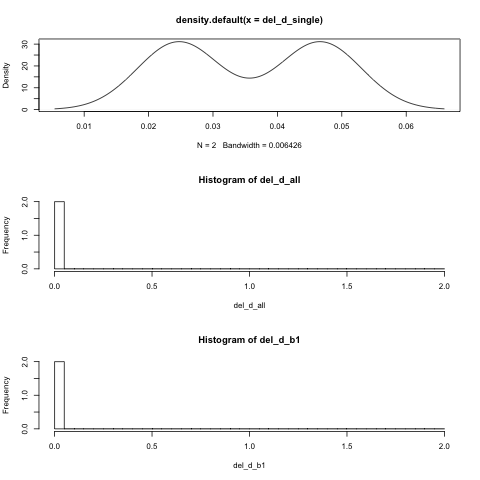 density.default(x = del_d_single)
Density
0 10 20 30
0.01 0.02 0.03 0.04 0.05 0.06
N = 2 Bandwidth = 0.006426
Histogram of del_d_all
Frequency
0.0 1.0 2.0
0.0 0.5 1.0 1.5 2.0
del_d_all
Histogram of del_d_b1
Frequency
0.0 1.0 2.0
0.0 0.5 1.0 1.5 2.0
del_d_b1